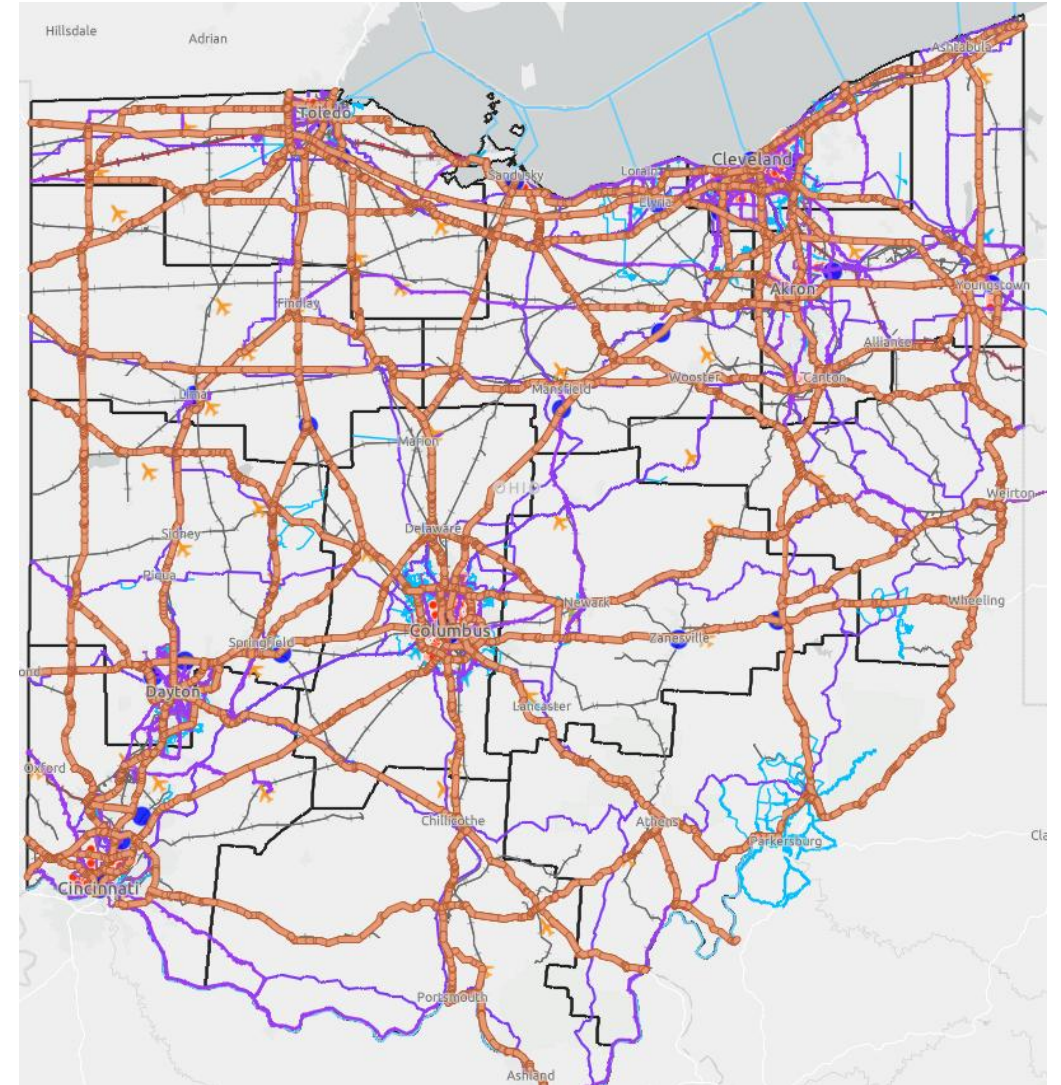 Hillsdale
Adrian
Ashtabula
Toledo
Cleveland
Sandusky
Lorain
Elyria
Akron
Youngstown
Findlay
Alliance
Canton
Wooster
Mansfield
Lima
Marion
OHIO
Weirton
Delaware
Sidney
Piqua
Newark
Wheeling
Columbus
Springfield
Zanesville
Dayton
Lancaster
Oxford
Chillicothe
Athens
Parkersburg
Cincinnati
Portsmouth
Ashland